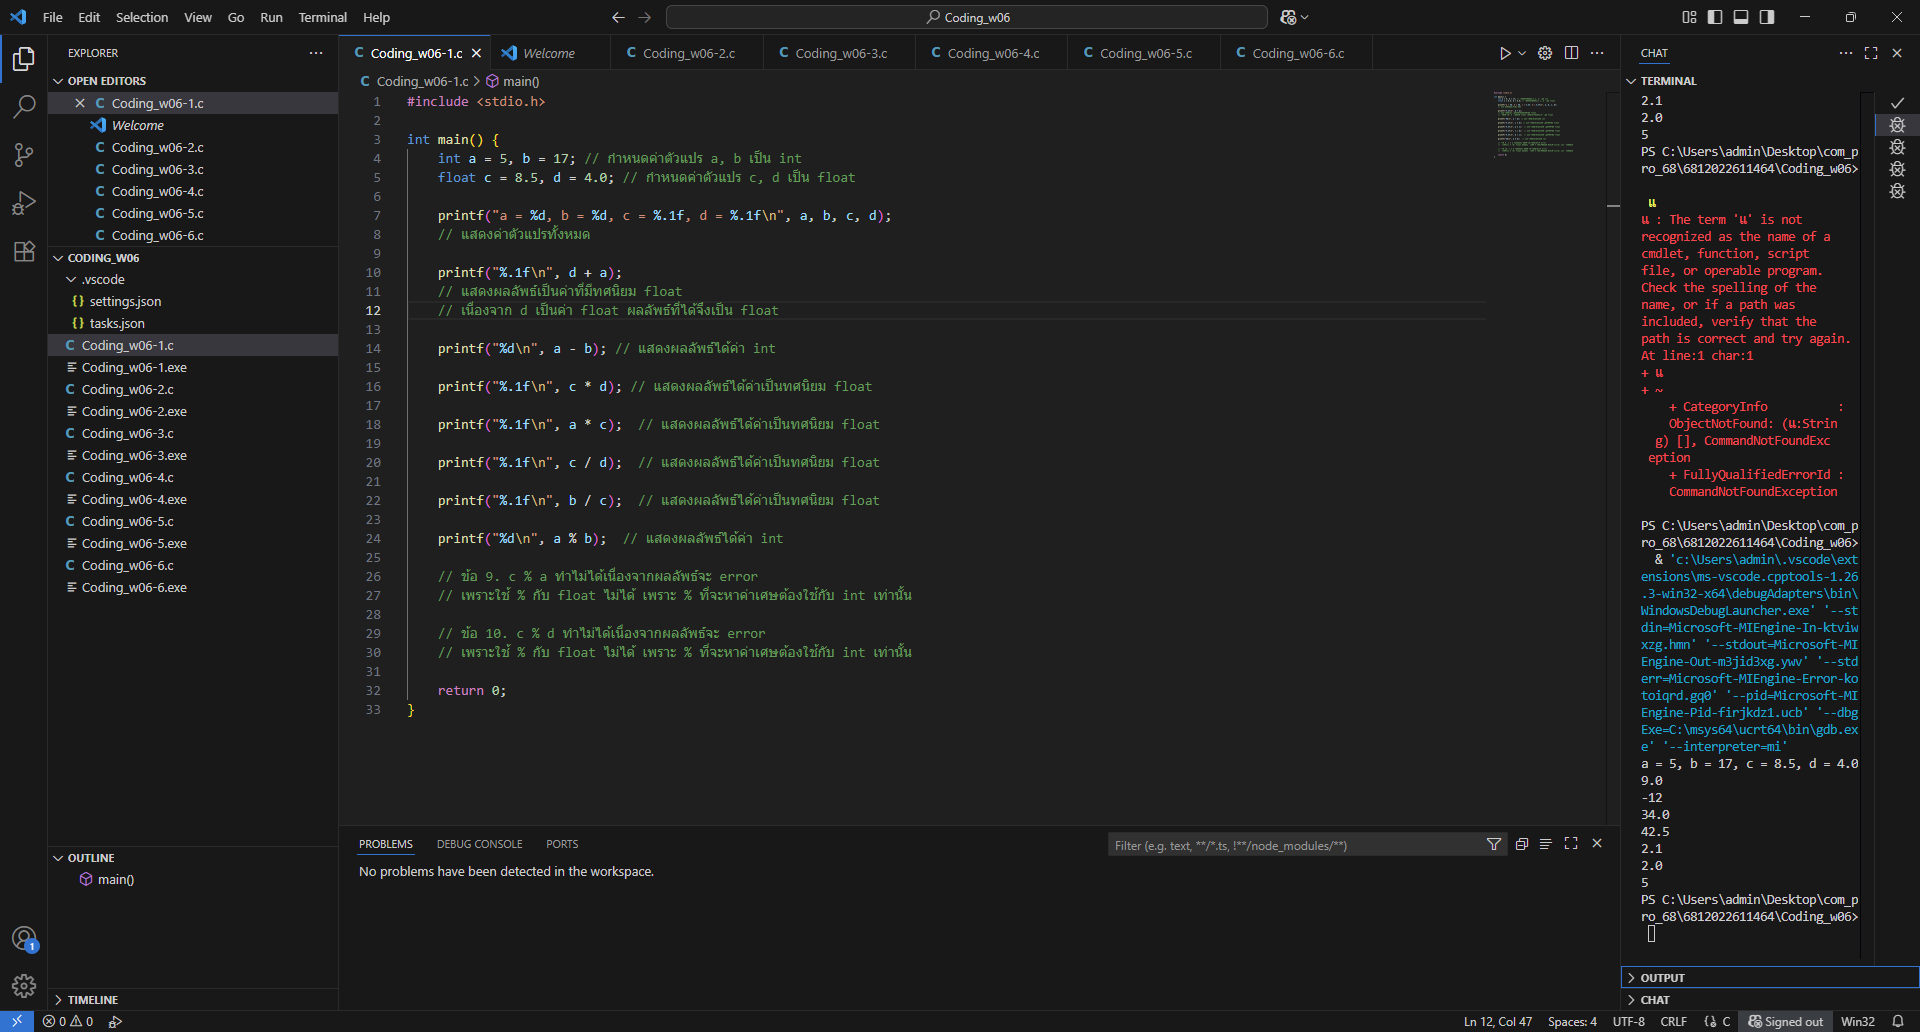 File Edit Selection View Go Run Terminal Help
Coding_w06
EXPLORER
OPEN EDITORS
Coding_w06-1.c
Welcome
Coding_w06-2.c
Coding_w06-3.c
Coding_w06-4.c
Coding_w06-5.c
Coding_w06-6.c
CODING_W06
.vscode
{} settings.json
{} tasks.json
C Coding_w06-1.c
Coding_w06-1.exe
C Coding_w06-2.c
Coding_w06-2.exe
C Coding_w06-3.c
Coding_w06-3.exe
C Coding_w06-4.c
Coding_w06-4.exe
C Coding_w06-5.c
Coding_w06-5.exe
C Coding_w06-6.c
Coding_w06-6.exe
OUTLINE
main()
TIMELINE
C Coding_w06-1.c Welcome C Coding_w06-2.c C Coding_w06-3.c C Coding_w06-4.c C Coding_w06-5.c C Coding_w06-6.c
C Coding_w06-1.c > main()
1 #include <stdio.h>
2
3 int main() {
4 int a = 5, b = 17; // กำหนดค่าตัวแปร a, b เป็น int
5 float c = 8.5, d = 4.0; // กำหนดค่าตัวแปร c, d เป็น float
6
7 printf("a = %d, b = %d, c = %.1f, d = %.1f\n", a, b, c, d);
8 // แสดงค่าตัวแปรทั้งหมด
9
10 printf("%.1f\n", d + a);
11 // แสดงผลลัพธ์เป็นค่าที่มีทศนิยม float
12 // เนื่องจาก d เป็นค่า float ผลลัพธ์ที่ได้จึงเป็น float
13
14 printf("%d\n", a - b); // แสดงผลลัพธ์ได้ค่า int
15
16 printf("%.1f\n", c * d); // แสดงผลลัพธ์ได้ค่าเป็นทศนิยม float
17
18 printf("%.1f\n", a * c); // แสดงผลลัพธ์ได้ค่าเป็นทศนิยม float
19
20 printf("%.1f\n", c / d); // แสดงผลลัพธ์ได้ค่าเป็นทศนิยม float
21
22 printf("%.1f\n", b / c); // แสดงผลลัพธ์ได้ค่าเป็นทศนิยม float
23
24 printf("%d\n", a % b); // แสดงผลลัพธ์ได้ค่า int
25
26 // ข้อ 9. c % a ทำไม่ได้เนื่องจากผลลัพธ์จะ error
27 // เพราะใช้ % กับ float ไม่ได้ เพราะ % ที่จะหาค่าเศษต้องใช้กับ int เท่านั้น
28
29 // ข้อ 10. c % d ทำไม่ได้เนื่องจากผลลัพธ์จะ error
30 // เพราะใช้ % กับ float ไม่ได้ เพราะ % ที่จะหาค่าเศษต้องใช้กับ int เท่านั้น
31
32 return 0;
33 }
PROBLEMS DEBUG CONSOLE PORTS
Filter (e.g. text, **/*.ts, !**/node_modules/**)
No problems have been detected in the workspace.
CHAT
TERMINAL
2.1
2.0
5
PS C:\Users\admin\Desktop\com_p
ro_68\6812022611464\Coding_w06>
แ
แ : The term 'แ' is not
recognized as the name of a
cmdlet, function, script
file, or operable program.
Check the spelling of the
name, or if a path was
included, verify that the
path is correct and try again.
At line:1 char:1
+ แ
+ ~
+ CategoryInfo :
ObjectNotFound: (แ:Strin
g) [], CommandNotFoundExc
eption
+ FullyQualifiedErrorId :
CommandNotFoundException
PS C:\Users\admin\Desktop\com_p
ro_68\6812022611464\Coding_w06>
& 'c:\Users\admin\.vscode\ext
ensions\ms-vscode.cpptools-1.26
.3-win32-x64\debugAdapters\bin\
WindowsDebugLauncher.exe' '--st
din=Microsoft-MIEngine-In-ktviw
xzg.hmn' '--stdout=Microsoft-MI
Engine-Out-m3jid3xg.ywv' '--std
err=Microsoft-MIEngine-Error-ko
toiqrd.gq0' '--pid=Microsoft-MI
Engine-Pid-firjkdz1.ucb' '--dbg
Exe=C:\msys64\ucrt64\bin\gdb.ex
e' '--interpreter=mi'
a = 5, b = 17, c = 8.5, d = 4.0
9.0
-12
34.0
42.5
2.1
2.0
5
PS C:\Users\admin\Desktop\com_p
ro_68\6812022611464\Coding_w06>
OUTPUT
CHAT
1
0 0
Ln 12, Col 47 Spaces: 4 UTF-8 CRLF {} C Signed out Win32